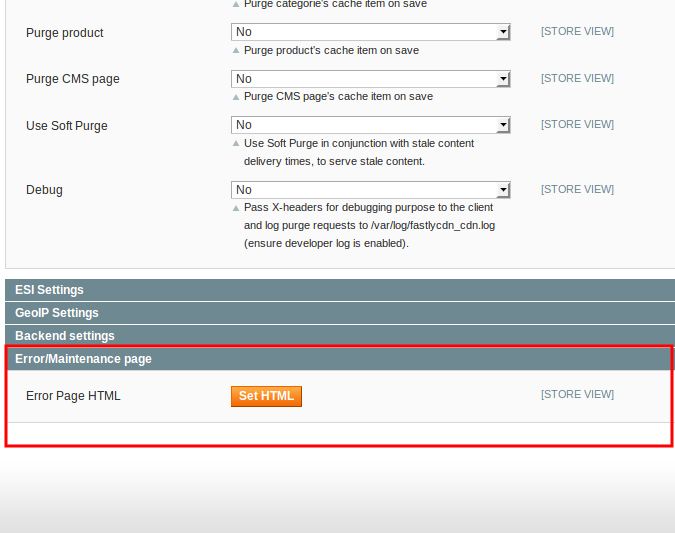 Purge categorie's cache item on save
Purge product
No
[STORE VIEW]
Purge product's cache item on save
Purge CMS page
No
[STORE VIEW]
Purge CMS page's cache item on save
Use Soft Purge
No
[STORE VIEW]
Use Soft Purge in conjunction with stale content
delivery times, to serve stale content.
Debug
No
[STORE VIEW]
Pass X-headers for debugging purpose to the client
and log purge requests to /var/log/fastlycdn_cdn.log
(ensure developer log is enabled).
ESI Settings
GeoIP Settings
Backend settings
Error/Maintenance page
Error Page HTML
Set HTML
[STORE VIEW]